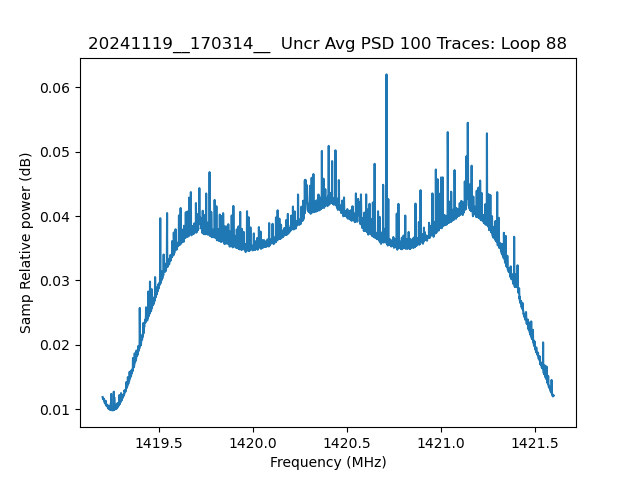 20241119__170314__  Uncr Avg PSD 100 Traces: Loop 88
0.06
0.05
0.04
0.03
0.02
0.01
Samp Relative power (dB)
1419.5 1420.0 1420.5 1421.0 1421.5
Frequency (MHz)